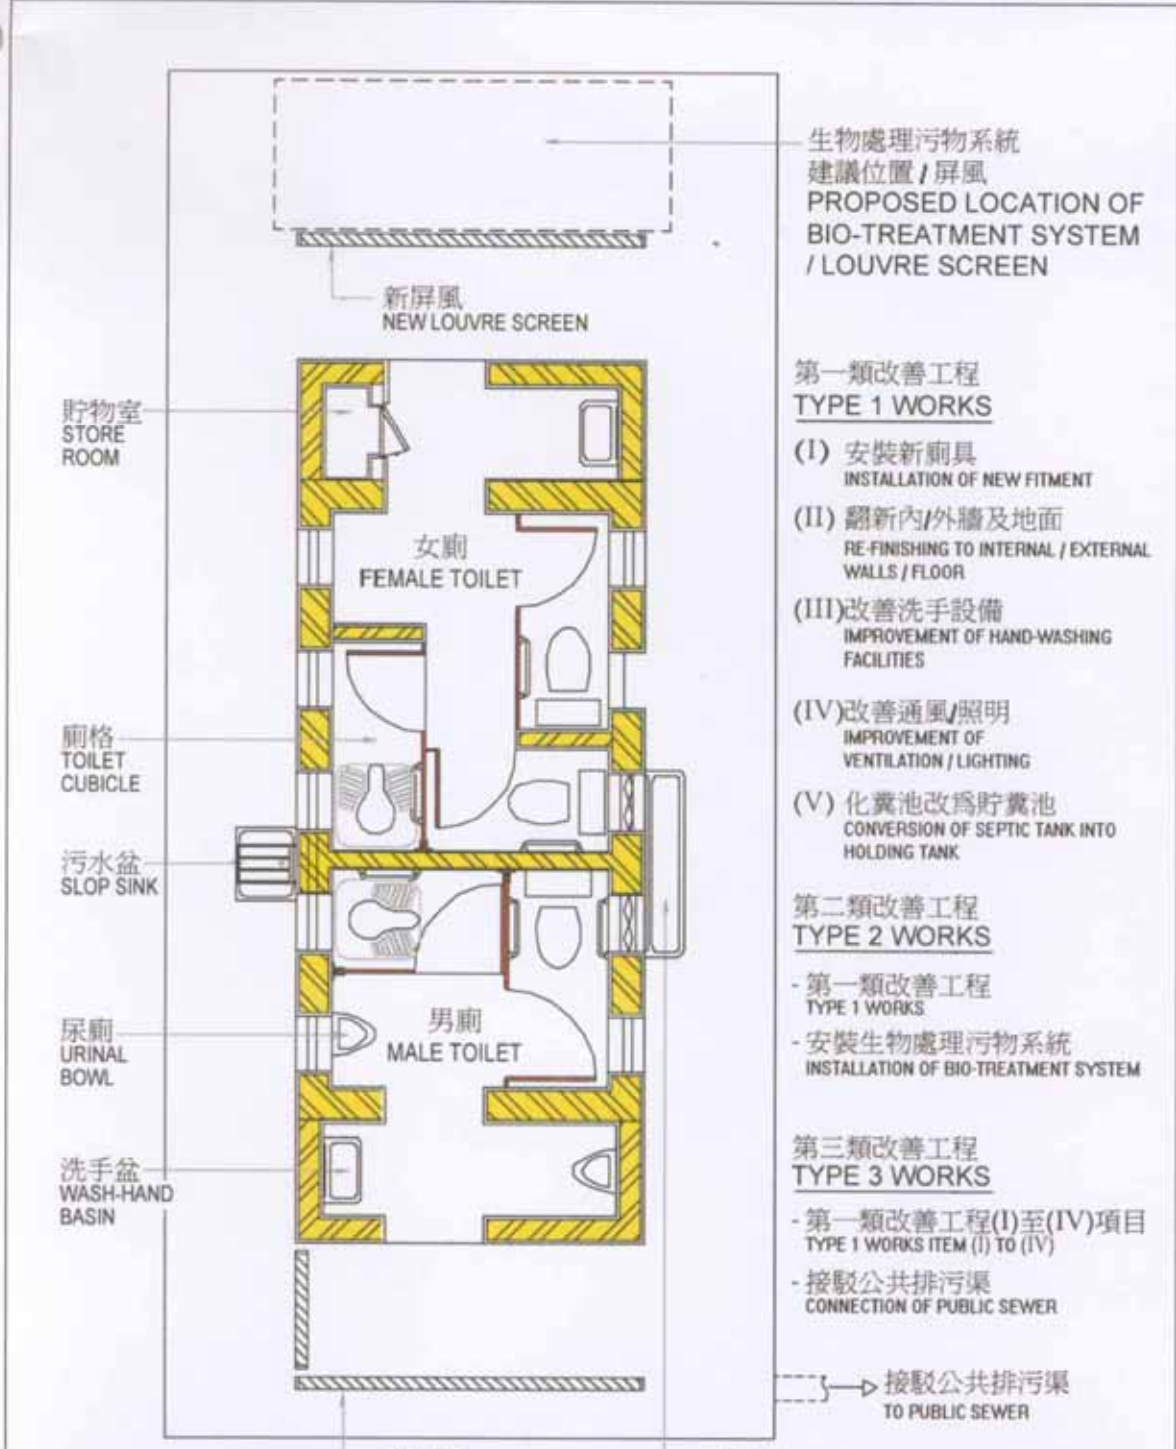 生物處理污物系統
建議位置 / 屏風
PROPOSED LOCATION OF
BIO-TREATMENT SYSTEM
/ LOUVRE SCREEN
新屏風
NEW LOUVRE SCREEN
貯物室
STORE
ROOM
女廁
FEMALE TOILET
廁格
TOILET
CUBICLE
污水盆
SLOP SINK
尿廁
URINAL
BOWL
男廁
MALE TOILET
洗手盆
WASH-HAND
BASIN
第一類改善工程
TYPE 1 WORKS
(I) 安裝新廁具
INSTALLATION OF NEW FITMENT
(II) 翻新內/外牆及地面
RE-FINISHING TO INTERNAL / EXTERNAL
WALLS / FLOOR
(III)改善洗手設備
IMPROVEMENT OF HAND-WASHING
FACILITIES
(IV)改善通風/照明
IMPROVEMENT OF
VENTILATION / LIGHTING
(V) 化糞池改爲貯糞池
CONVERSION OF SEPTIC TANK INTO
HOLDING TANK
第二類改善工程
TYPE 2 WORKS
- 第一類改善工程
TYPE 1 WORKS
- 安裝生物處理污物系統
INSTALLATION OF BIO-TREATMENT SYSTEM
第三類改善工程
TYPE 3 WORKS
- 第一類改善工程(I)至(IV)項目
TYPE 1 WORKS ITEM (I) TO (IV)
- 接駁公共排污渠
CONNECTION OF PUBLIC SEWER
接駁公共排污渠
TO PUBLIC SEWER